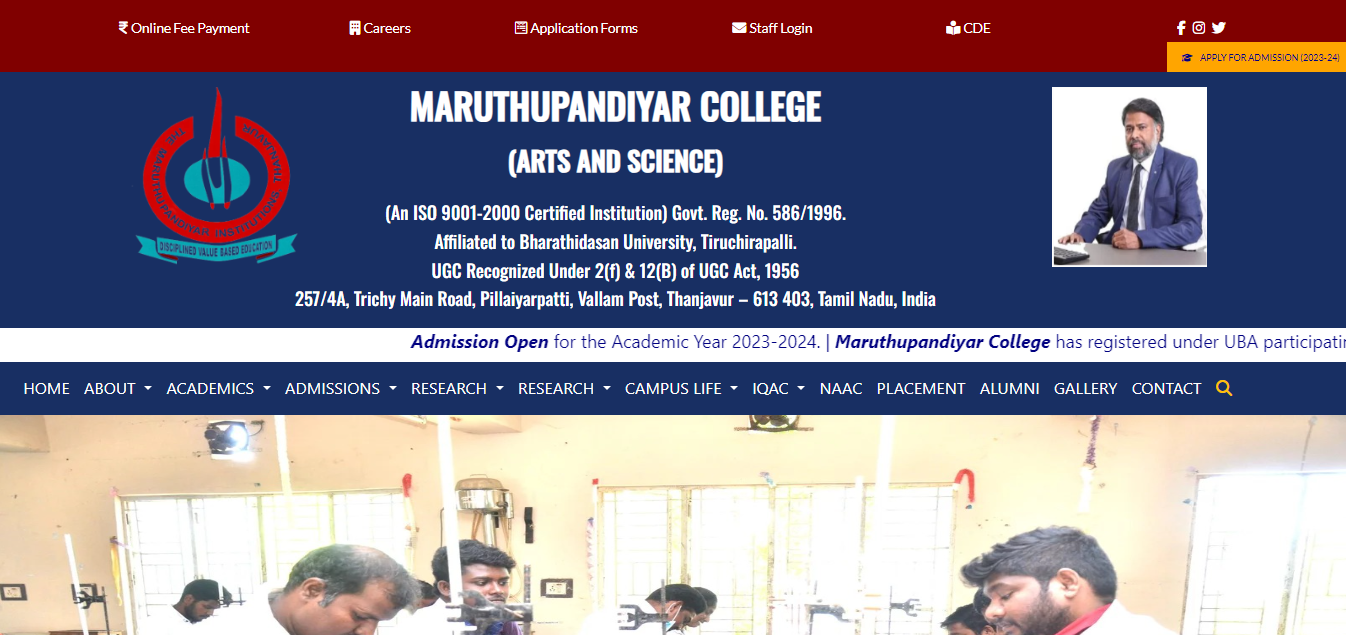 Online Fee Payment
Careers
Application Forms
Staff Login
CDE
APPLY FOR ADMISSION (2023-24)
MARUTHUPANDIYAR COLLEGE
(ARTS AND SCIENCE)
(An ISO 9001-2000 Certified Institution) Govt. Reg. No. 586/1996.
Affiliated to Bharathidasan University, Tiruchirapalli.
UGC Recognized Under 2(f) & 12(B) of UGC Act, 1956
257/4A, Trichy Main Road, Pillaiyarpatti, Vallam Post, Thanjavur – 613 403, Tamil Nadu, India
THE MARUTHUPANDIYAR INSTITUTIONS
DISCIPLINED VALUE BASED EDUCATION
Admission Open for the Academic Year 2023-2024. | Maruthupandiyar College has registered under UBA participatin
HOME ABOUT ACADEMICS ADMISSIONS RESEARCH RESEARCH CAMPUS LIFE IQAC NAAC PLACEMENT ALUMNI GALLERY CONTACT